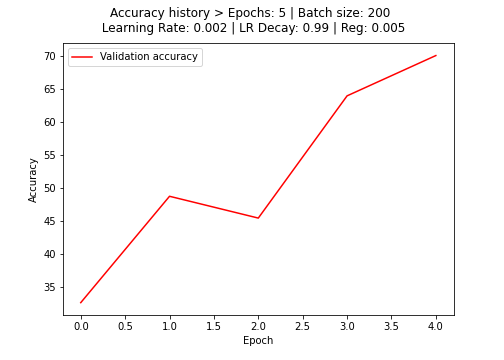 Accuracy history > Epochs: 5 | Batch size: 200
Learning Rate: 0.002 | LR Decay: 0.99 | Reg: 0.005
Validation accuracy
70
65
60
55
50
45
40
35
Accuracy
0.0 0.5 1.0 1.5 2.0 2.5 3.0 3.5 4.0
Epoch